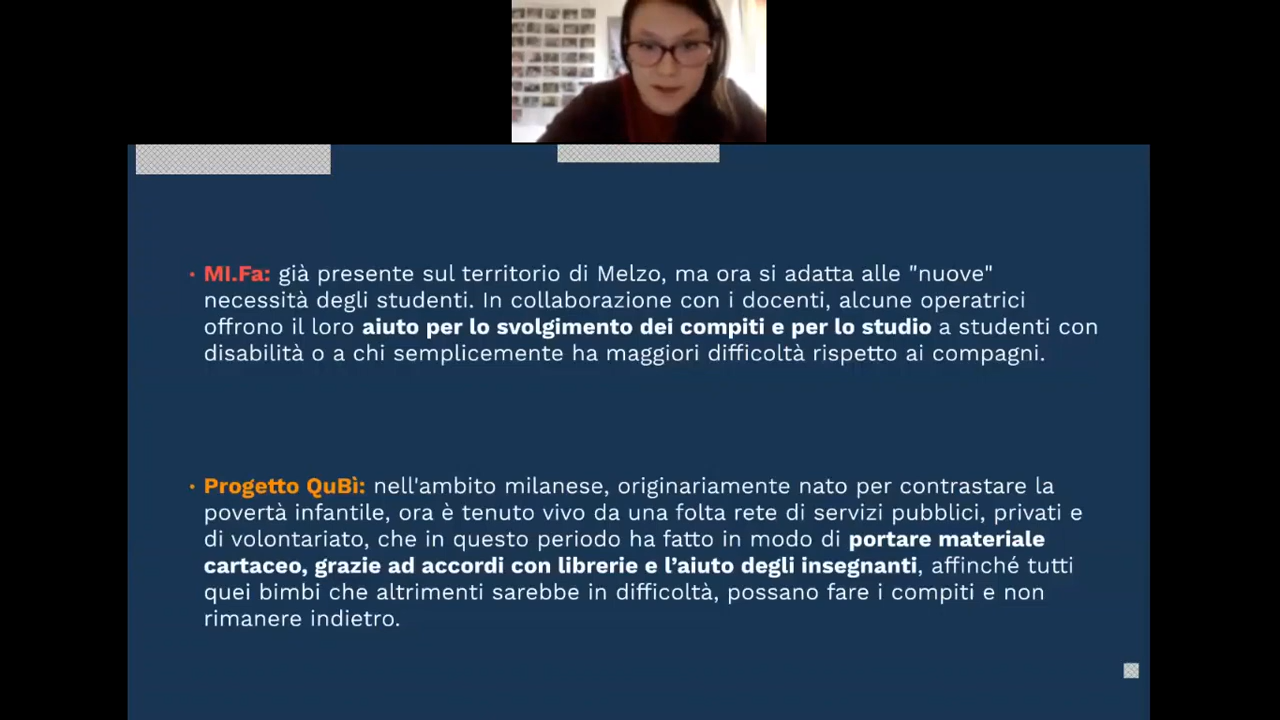 • MI.Fa: già presente sul territorio di Melzo, ma ora si adatta alle "nuove"
necessità degli studenti. In collaborazione con i docenti, alcune operatrici
offrono il loro aiuto per lo svolgimento dei compiti e per lo studio a studenti con
disabilità o a chi semplicemente ha maggiori difficoltà rispetto ai compagni.
• Progetto QuBì: nell'ambito milanese, originariamente nato per contrastare la
povertà infantile, ora è tenuto vivo da una folta rete di servizi pubblici, privati e
di volontariato, che in questo periodo ha fatto in modo di portare materiale
cartaceo, grazie ad accordi con librerie e l’aiuto degli insegnanti, affinché tutti
quei bimbi che altrimenti sarebbe in difficoltà, possano fare i compiti e non
rimanere indietro.